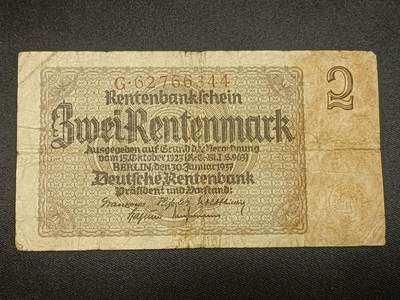 G·62766344
Rentenbankschein
Zwei Rentenmark
2
Ausgegeben auf Grund der Verordnung
vom 15. Oktober 1923 (R.-G.-Bl. I S. 963)
BERLIN, den 30. Januar 1937
Deutsche Rentenbank
Präsident und Vorstand: